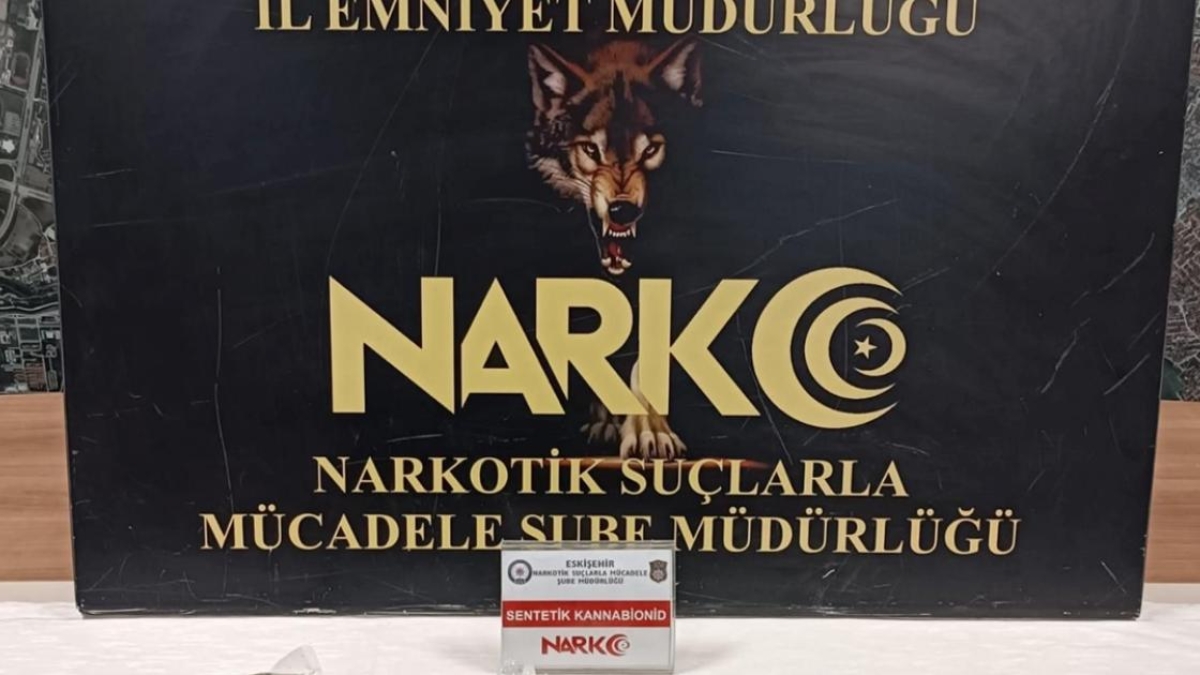 İL EMNİYET MÜDÜRLÜĞÜ
NARKO
NARKOTİK SUÇLARLA
MÜCADELE ŞUBE MÜDÜRLÜĞÜ
ESKİŞEHİR
NARKOTİK SUÇLARLA MÜCADELE
ŞUBE MÜDÜRLÜĞÜ
SENTETİK KANNABİONİD
NARKO